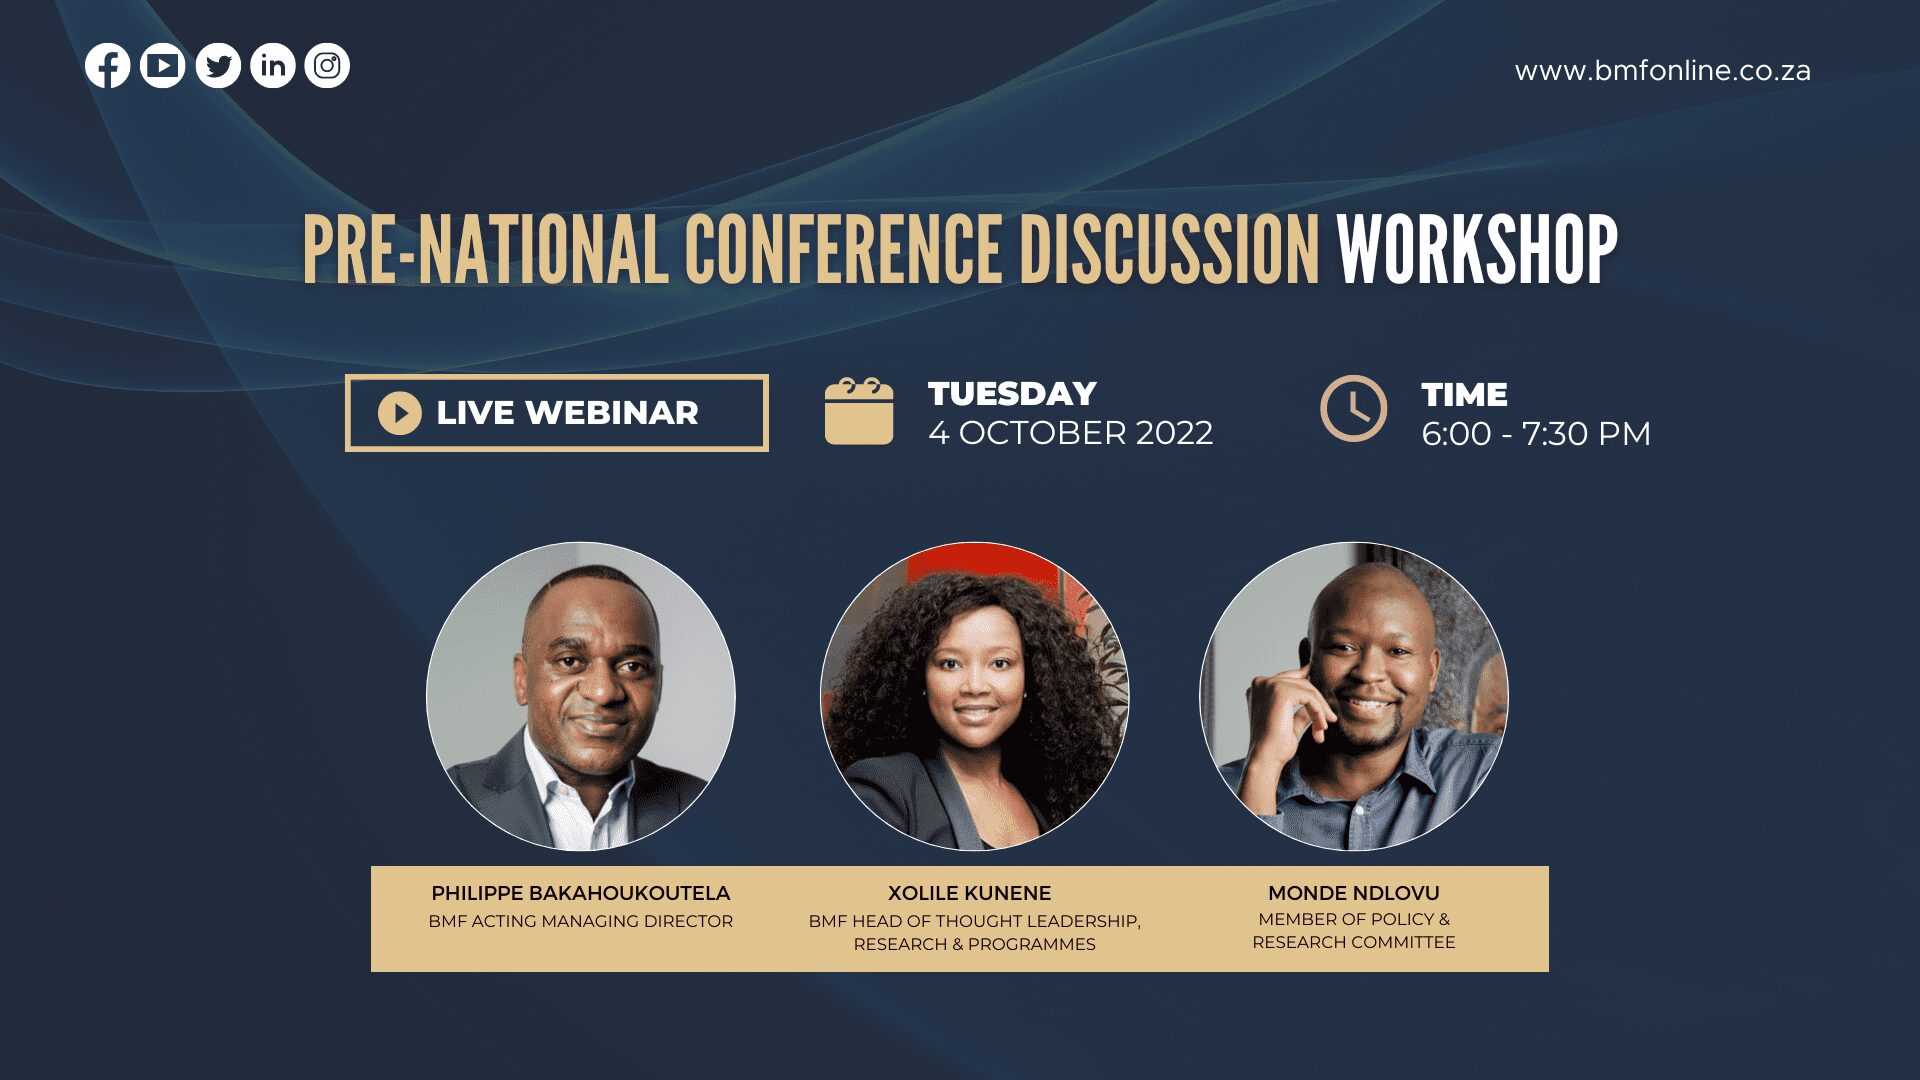 www.bmfonline.co.za
PRE-NATIONAL CONFERENCE DISCUSSION WORKSHOP
LIVE WEBINAR
TUESDAY
4 OCTOBER 2022
TIME
6:00 - 7:30 PM
PHILIPPE BAKAHOUKOUTELA
BMF ACTING MANAGING DIRECTOR
XOLILE KUNENE
BMF HEAD OF THOUGHT LEADERSHIP,
RESEARCH & PROGRAMMES
MONDE NDLOVU
MEMBER OF POLICY &
RESEARCH COMMITTEE